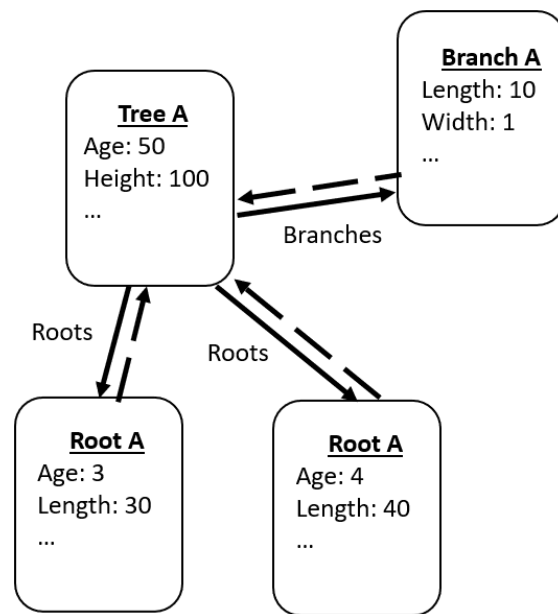 Tree A
Age: 50
Height: 100
...
Branch A
Length: 10
Width: 1
...
Branches
Roots
Roots
Root A
Age: 3
Length: 30
...
Root A
Age: 4
Length: 40
...